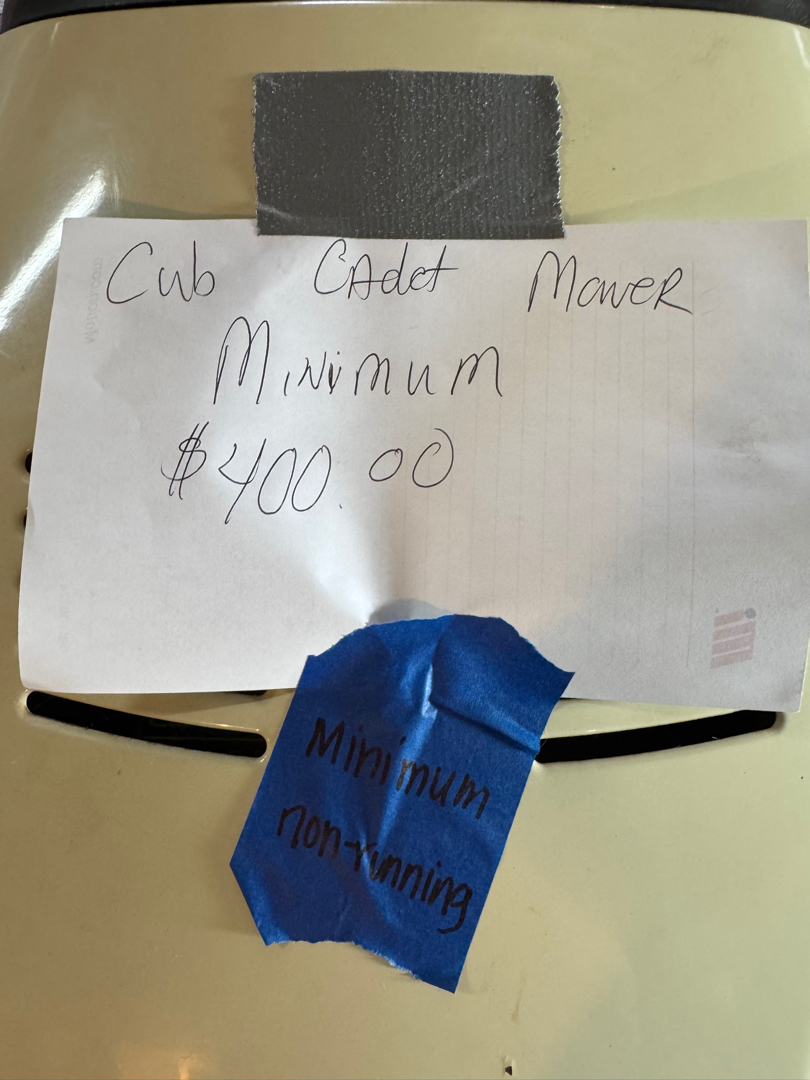 Cub CAdet MoweR
MiNiMUM
$400.00
Minimum
non-running